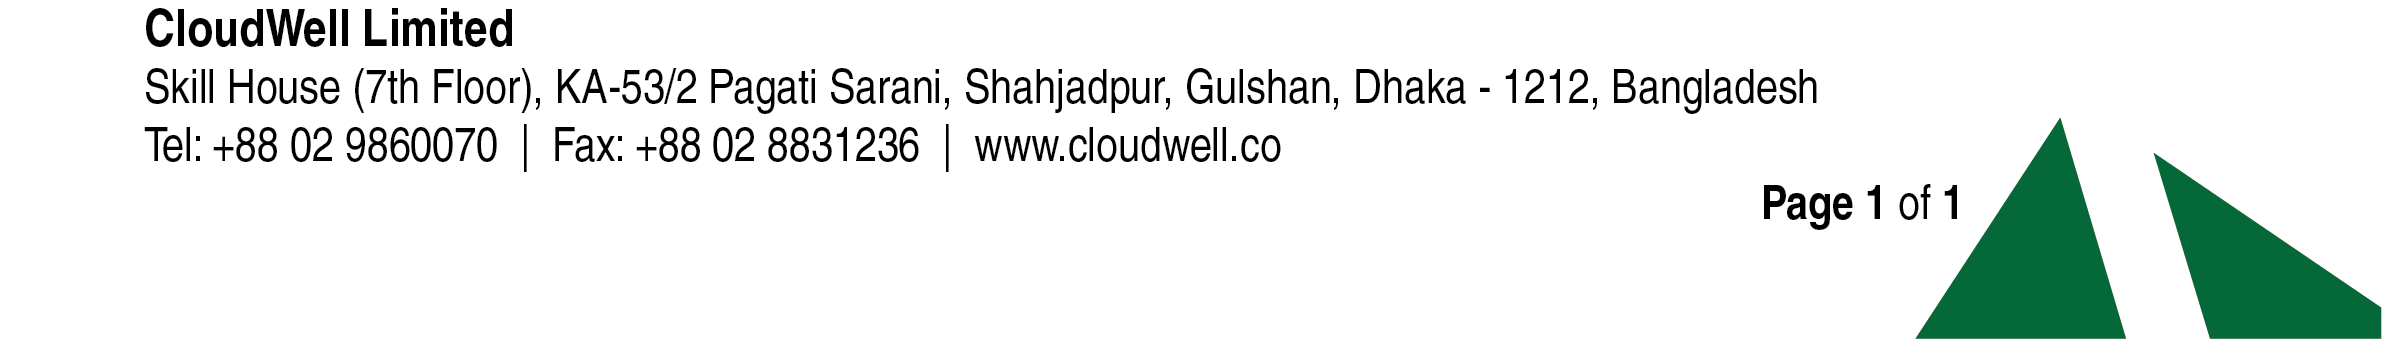 CloudWell Limited
Skill House (7th Floor), KA-53/2 Pagati Sarani, Shahjadpur, Gulshan, Dhaka - 1212, Bangladesh
Tel: +88 02 9860070 | Fax: +88 02 8831236 | www.cloudwell.co
Page 1 of 1